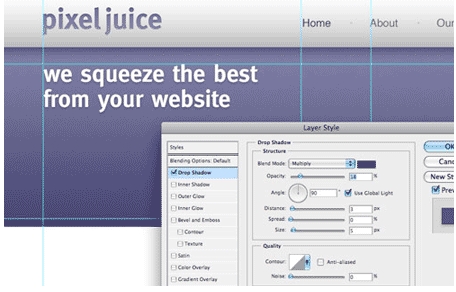 pixel juice
Home
About
Our
we squeeze the best
from your website
Layer Style
Styles
Blending Options: Default
Drop Shadow
Inner Shadow
Outer Glow
Inner Glow
Bevel and Emboss
Contour
Texture
Satin
Color Overlay
Gradient Overlay
Drop Shadow
Structure
Blend Mode: Multiply
Opacity: 18 %
Angle: 90 ° Use Global Light
Distance: 1 px
Spread: 0 %
Size: 5 px
Quality
Contour: Anti-aliased
Noise: 0 %
OK
Canc
New St
Previ